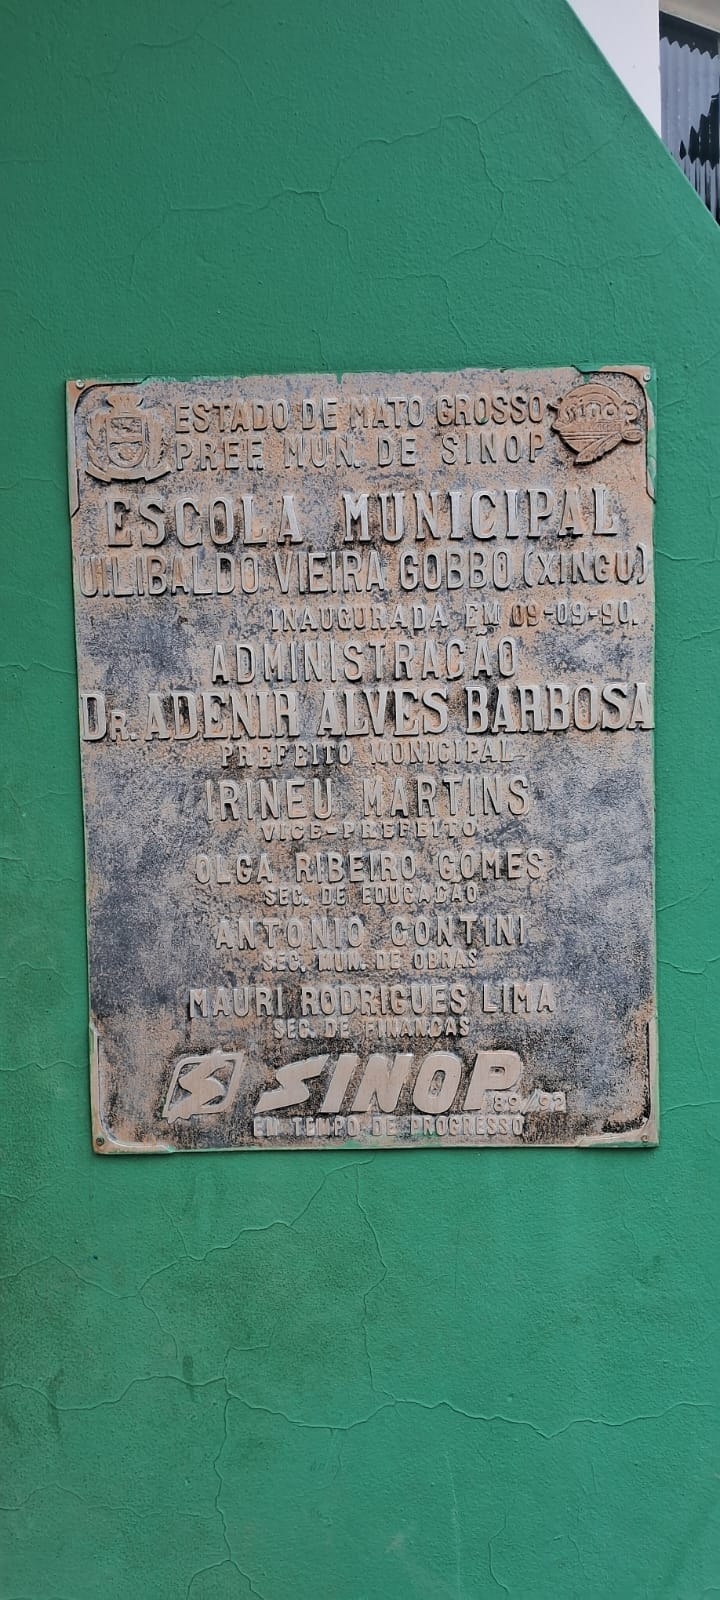 ESTADO DE MATO GROSSO
PREF. MUN. DE SINOP
SINOP
ESCOLA MUNICIPAL
UILIBALDO VIEIRA GOBBO (XINGU)
INAUGURADA EM 09-09-90.
ADMINISTRAÇÃO
DR. ADENIR ALVES BARBOSA
PREFEITO MUNICIPAL
IRINEU MARTINS
VICE-PREFEITO
OLGA RIBEIRO GOMES
SEC. DE EDUCAÇÃO
ANTONIO CONTINI
SEC. MUN. DE OBRAS
MAURI RODRIGUES LIMA
SEC. DE FINANÇAS
SINOP 89/92
EM TEMPO DE PROGRESSO